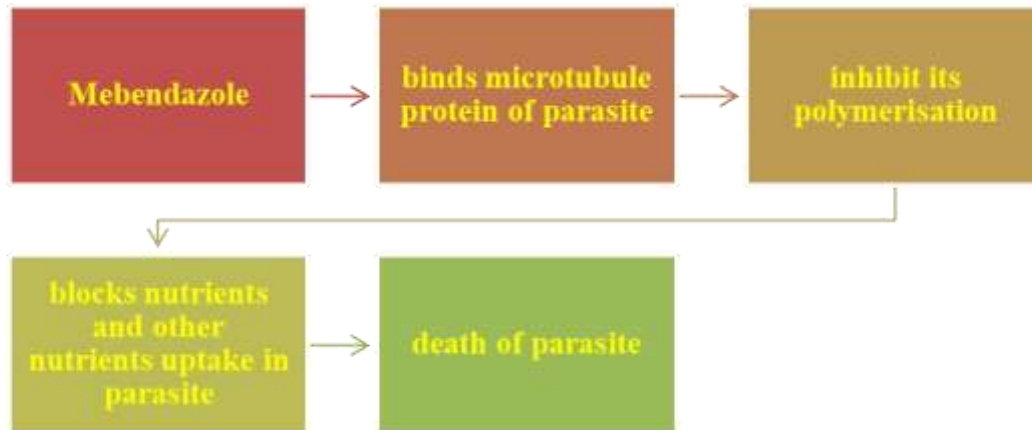 Mebendazole
binds microtubule
protein of parasite
inhibit its
polymerisation
blocks nutrients
and other
nutrients uptake in
parasite
death of parasite